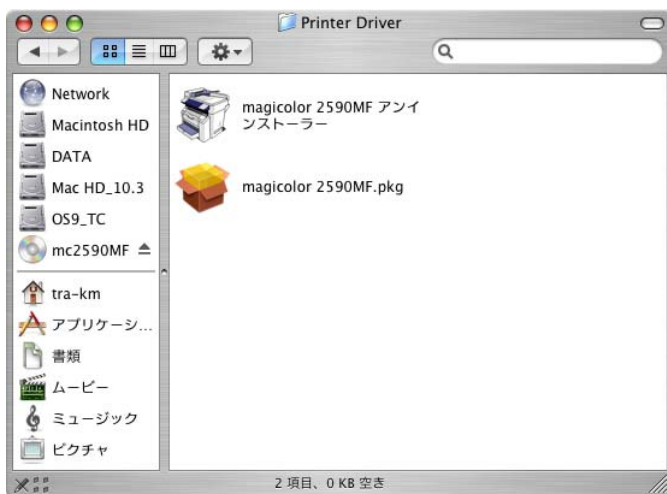 Printer Driver
Network
Macintosh HD
DATA
Mac HD_10.3
OS9_TC
mc2590MF
tra-km
アプリケーシ...
書類
ムービー
ミュージック
ピクチャ
magicolor 2590MF アンイ
ンストーラー
magicolor 2590MF.pkg
2 項目、0 KB 空き